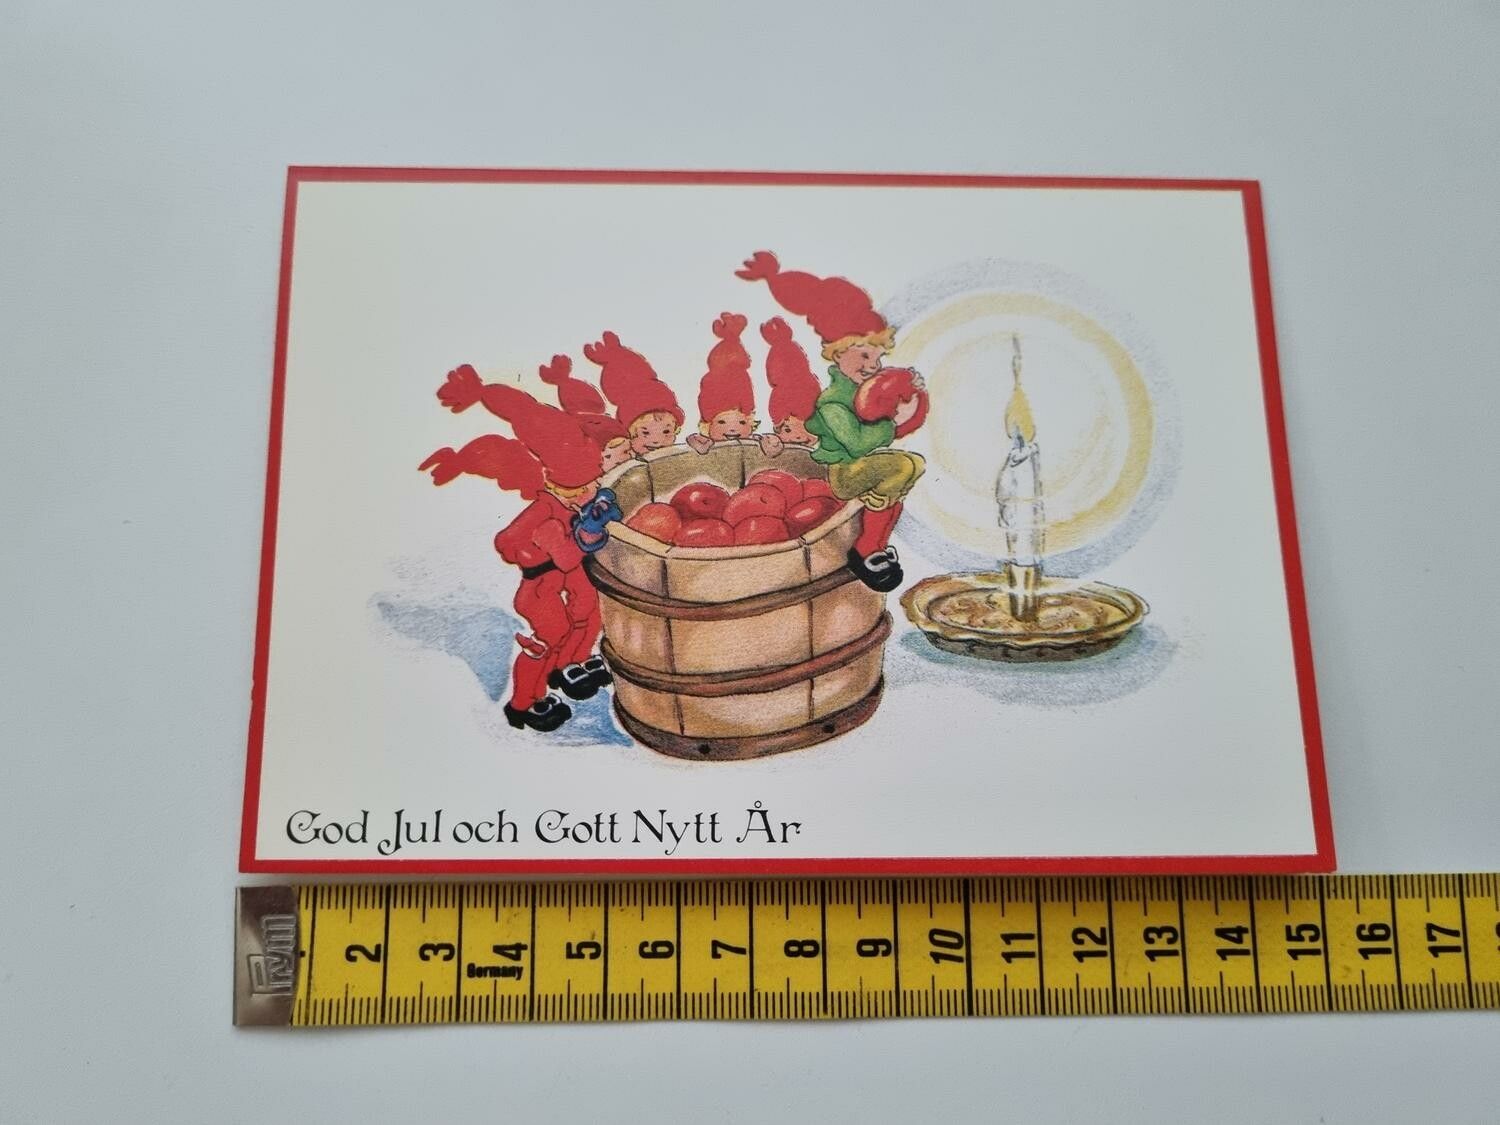 God Jul och Gott Nytt År
Prym
2 3 4 5 6 7 8 9 10 11 12 13 14 15 16 17
Germany